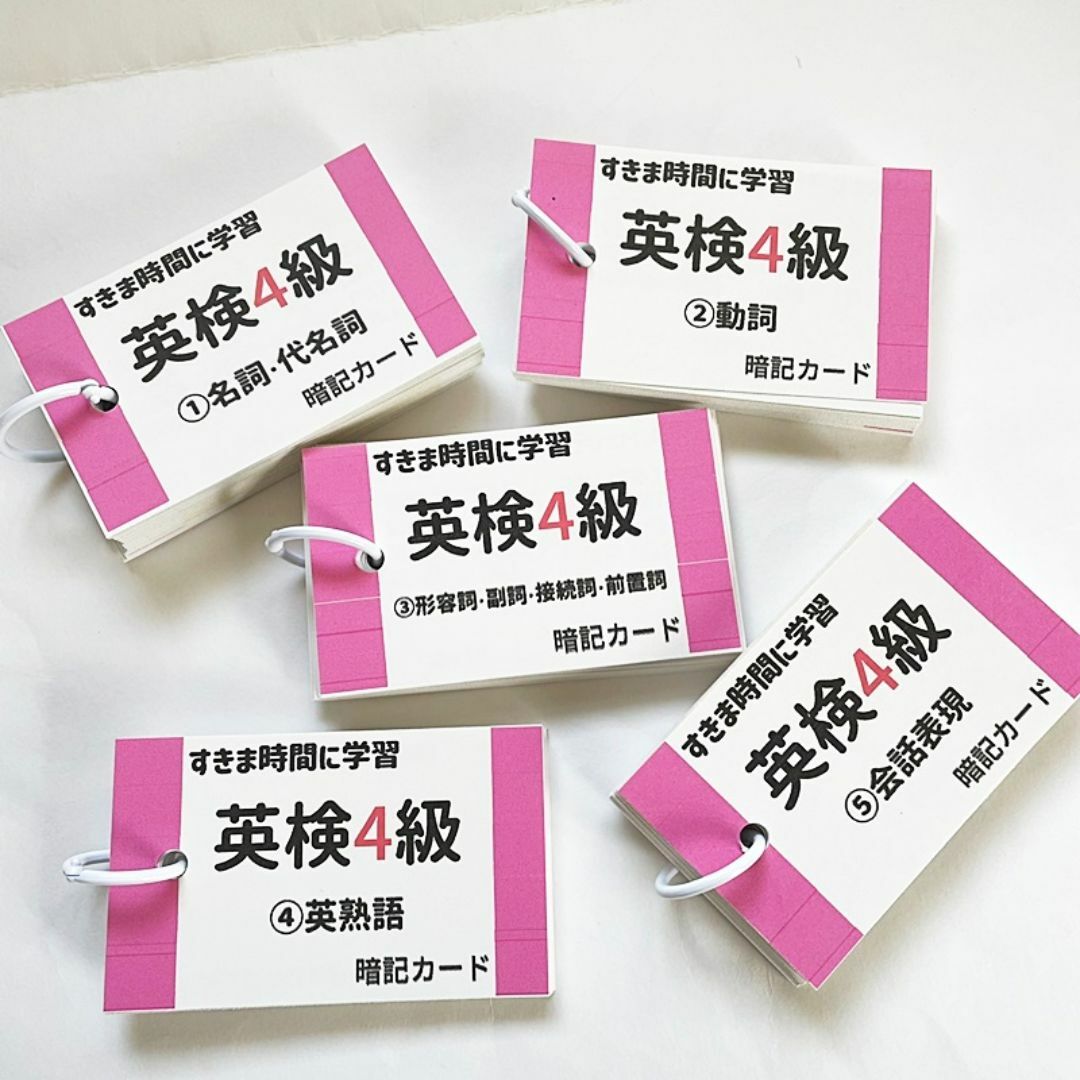 すきま時間に学習
英検4級
①名詞・代名詞
暗記カード
すきま時間に学習
英検4級
②動詞
暗記カード
すきま時間に学習
英検4級
③形容詞・副詞・接続詞・前置詞
暗記カード
すきま時間に学習
英検4級
④英熟語
暗記カード
すきま時間に学習
英検4級
⑤会話表現
暗記カード